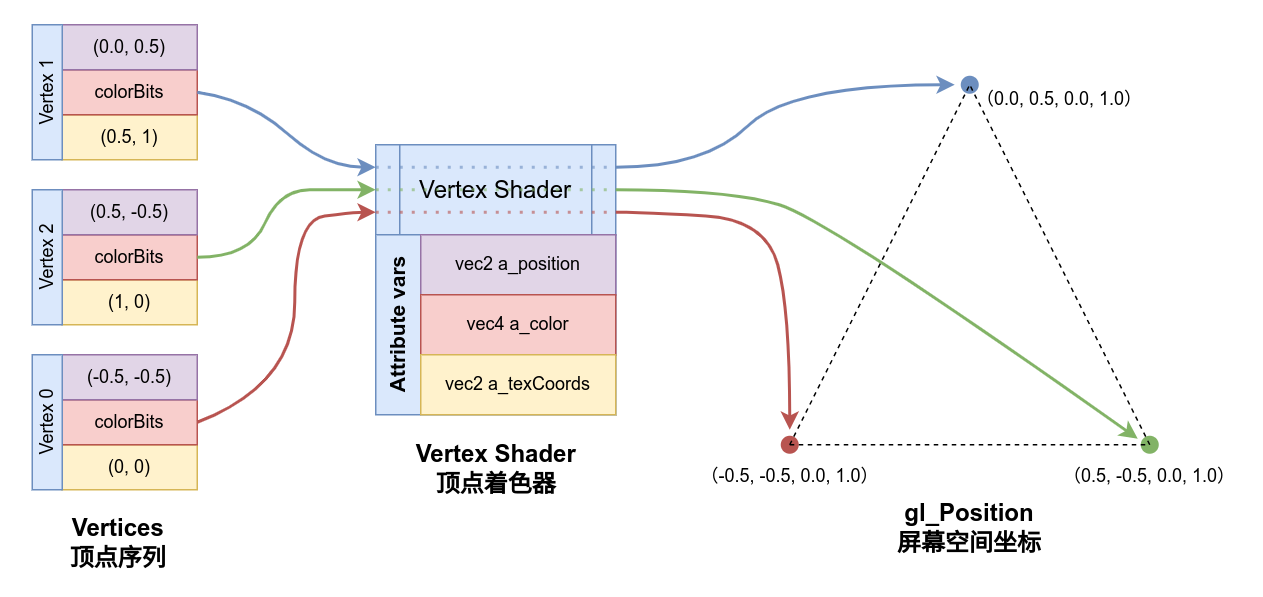 Vertex 1
(0.0, 0.5)
colorBits
(0.5, 1)
Vertex 2
(0.5, -0.5)
colorBits
(1, 0)
Vertex 0
(-0.5, -0.5)
colorBits
(0, 0)
Vertices
顶点序列
Vertex Shader
Attribute vars
vec2 a_position
vec4 a_color
vec2 a_texCoords
Vertex Shader
顶点着色器
（0.0, 0.5, 0.0, 1.0）
（-0.5, -0.5, 0.0, 1.0）
（0.5, -0.5, 0.0, 1.0）
gl_Position
屏幕空间坐标